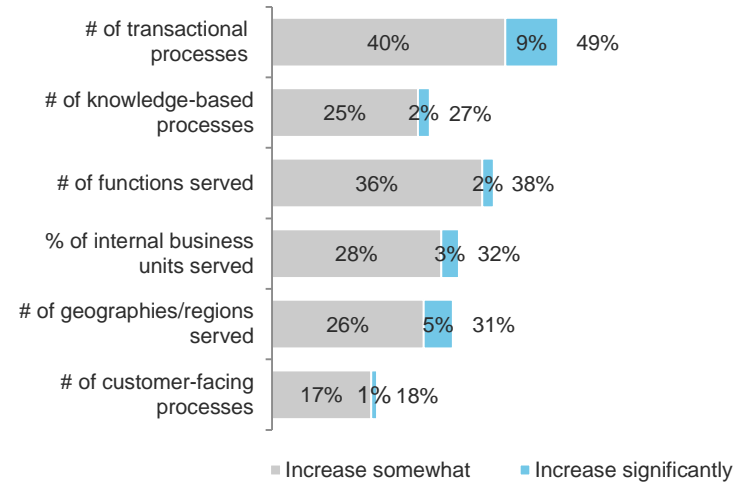 # of transactional
processes
40% 9% 49%
# of knowledge-based
processes
25% 2% 27%
# of functions served
36% 2% 38%
% of internal business
units served
28% 3% 32%
# of geographies/regions
served
26% 5% 31%
# of customer-facing
processes
17% 1% 18%
Increase somewhat Increase significantly